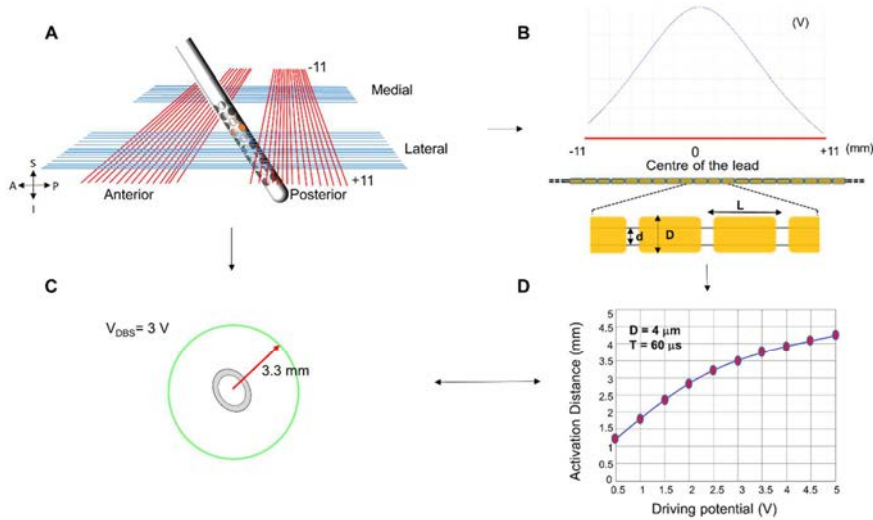 A
-11
Medial
Lateral
+11
S
A
P
I
Anterior
Posterior
B
(V)
-11
0
+11
(mm)
Centre of the lead
L
d
D
C
V_DBS= 3 V
3.3 mm
D
D = 4 μm
T = 60 μs
Activation Distance (mm)
5
4.5
4
3.5
3
2.5
2
1.5
1
0.5
0
0.5 1 1.5 2 2.5 3 3.5 4 4.5 5
Driving potential (V)